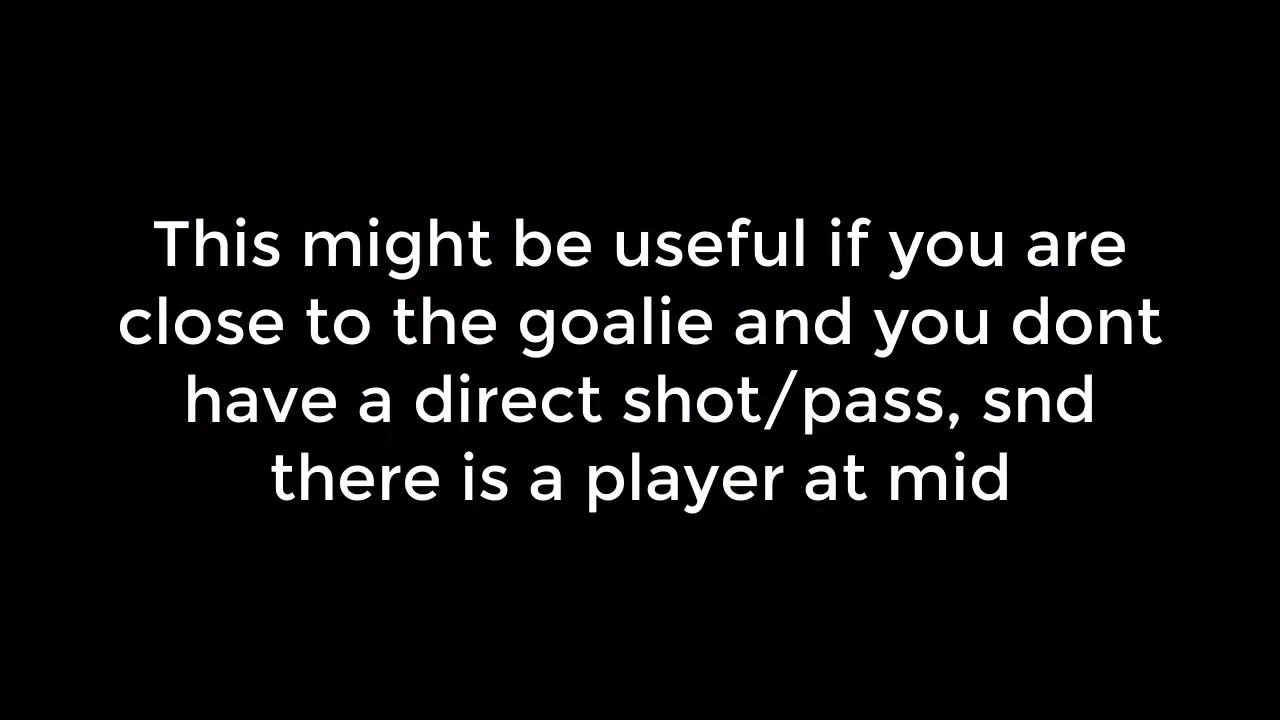 This might be useful if you are
close to the goalie and you dont
have a direct shot/pass, snd
there is a player at mid